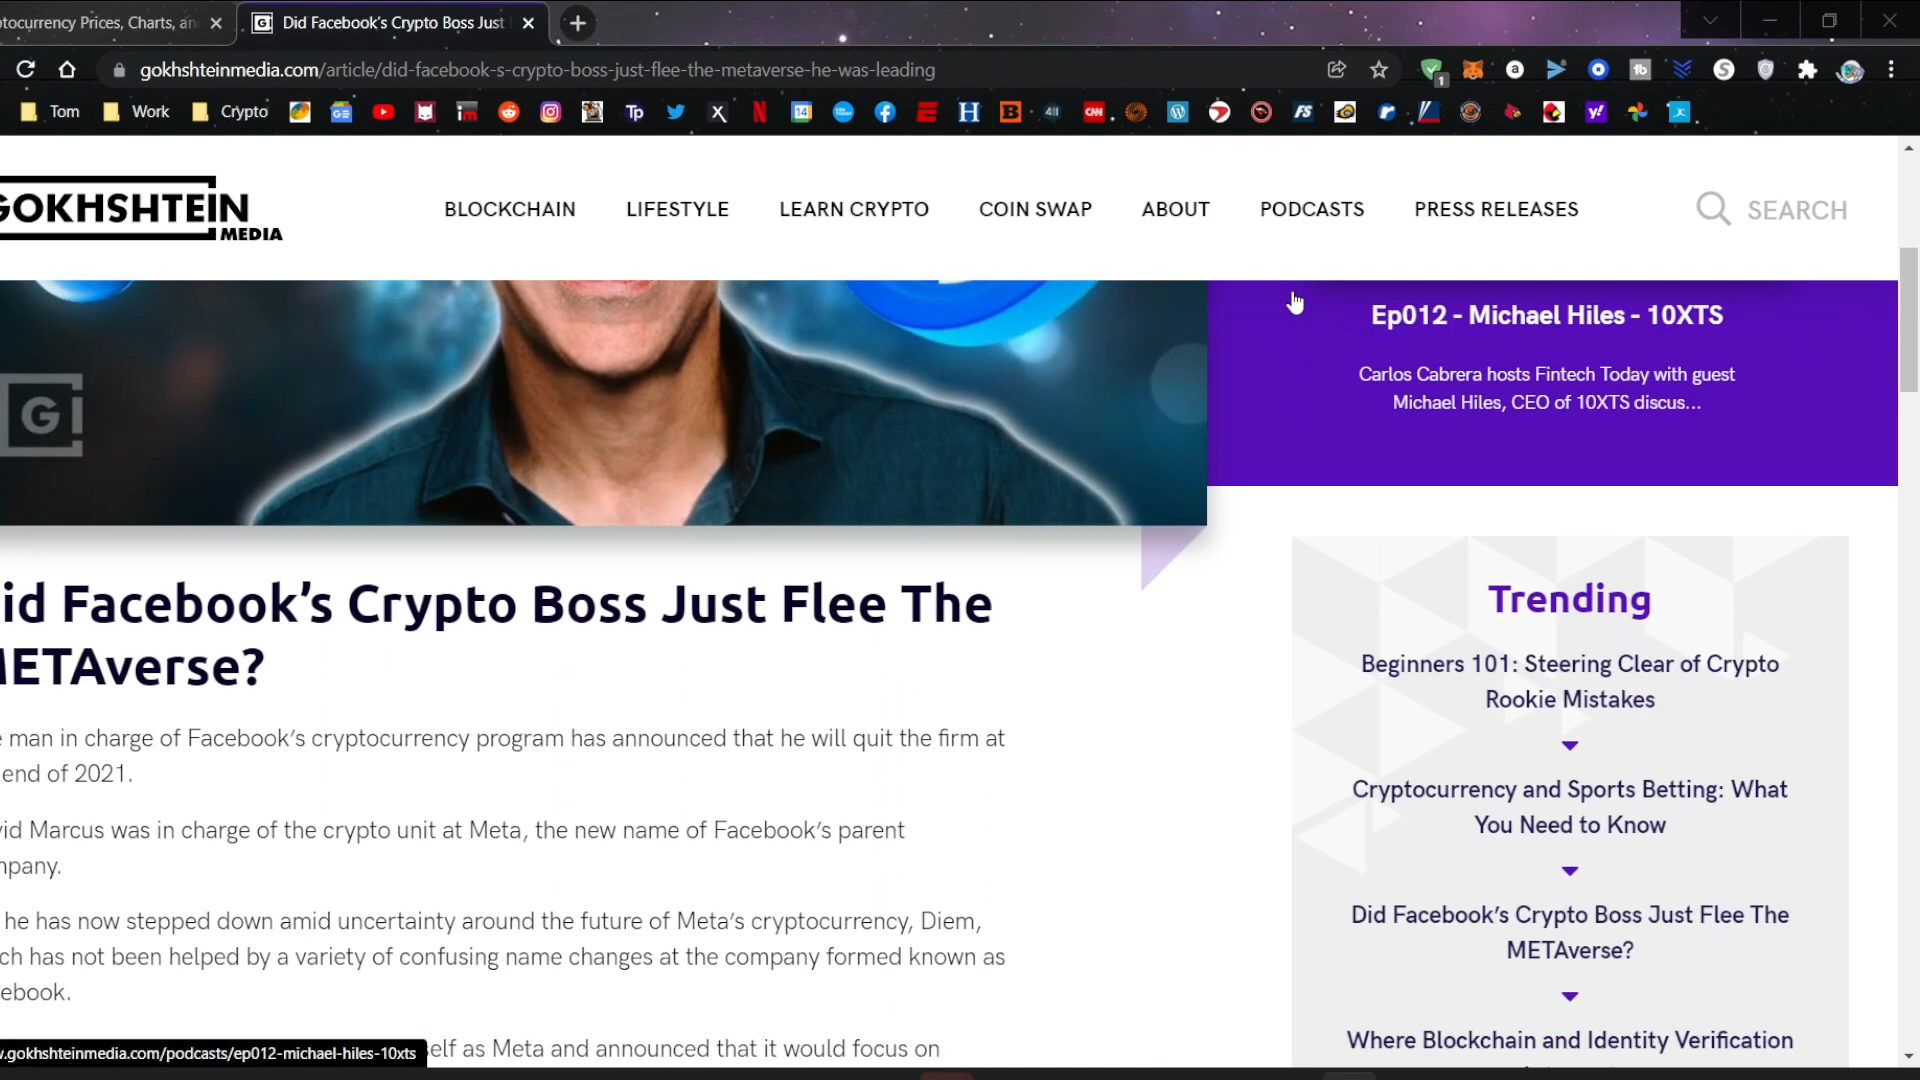 tocurrency Prices, Charts, an
Did Facebook's Crypto Boss Just
gokhshteinmedia.com/article/did-facebook-s-crypto-boss-just-flee-the-metaverse-he-was-leading
Tom
Work
Crypto
GOKHSHTEIN
MEDIA
BLOCKCHAIN
LIFESTYLE
LEARN CRYPTO
COIN SWAP
ABOUT
PODCASTS
PRESS RELEASES
SEARCH
Ep012 - Michael Hiles - 10XTS
Carlos Cabrera hosts Fintech Today with guest
Michael Hiles, CEO of 10XTS discus...
id Facebook's Crypto Boss Just Flee The
METAverse?
e man in charge of Facebook's cryptocurrency program has announced that he will quit the firm at
end of 2021.
vid Marcus was in charge of the crypto unit at Meta, the new name of Facebook's parent
mpany.
he has now stepped down amid uncertainty around the future of Meta's cryptocurrency, Diem,
ch has not been helped by a variety of confusing name changes at the company formed known as
ebook.
elf as Meta and announced that it would focus on
Trending
Beginners 101: Steering Clear of Crypto
Rookie Mistakes
Cryptocurrency and Sports Betting: What
You Need to Know
Did Facebook's Crypto Boss Just Flee The
METAverse?
Where Blockchain and Identity Verification
w.gokhshteinmedia.com/podcasts/ep012-michael-hiles-10xts